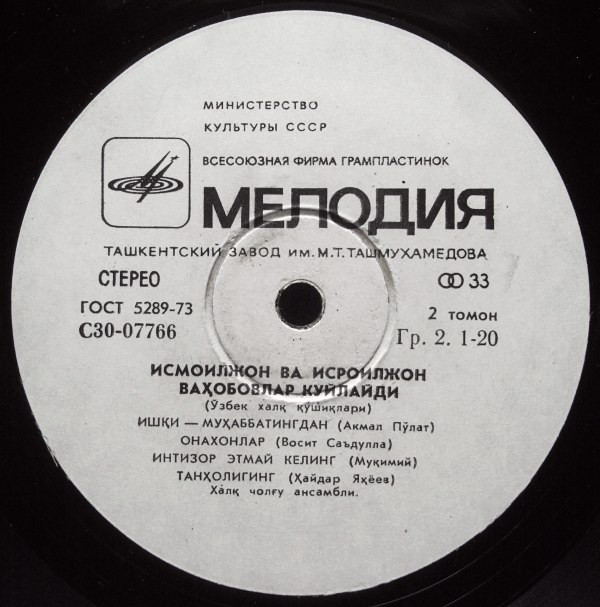 МИНИСТЕРСТВО
КУЛЬТУРЫ СССР
ВСЕСОЮЗНАЯ ФИРМА ГРАМПЛАСТИНОК
МЕЛОДИЯ
ТАШКЕНТСКИЙ ЗАВОД ИМ. М. Т. ТАШМУХАМЕДОВА
СТЕРЕО 33
ГОСТ 5289-73 2 томон
С30-07766 Гр. 2. 1-20
ИСМОИЛЖОН ВА ИСРОИЛЖОН
ВАҲОБОВЛАР КУЙЛАЙДИ
(Ўзбек халқ қўшиқлари)
ИШҚИ — МУҲАББАТИНГДАН (Акмал Пўлат)
ОНАХОНЛАР (Восит Саъдулла)
ИНТИЗОР ЭТМАЙ КЕЛИНГ (Муқимий)
ТАНҲОЛИГИНГ (Ҳайдар Яҳёев)
Халқ чолғу ансамбли.